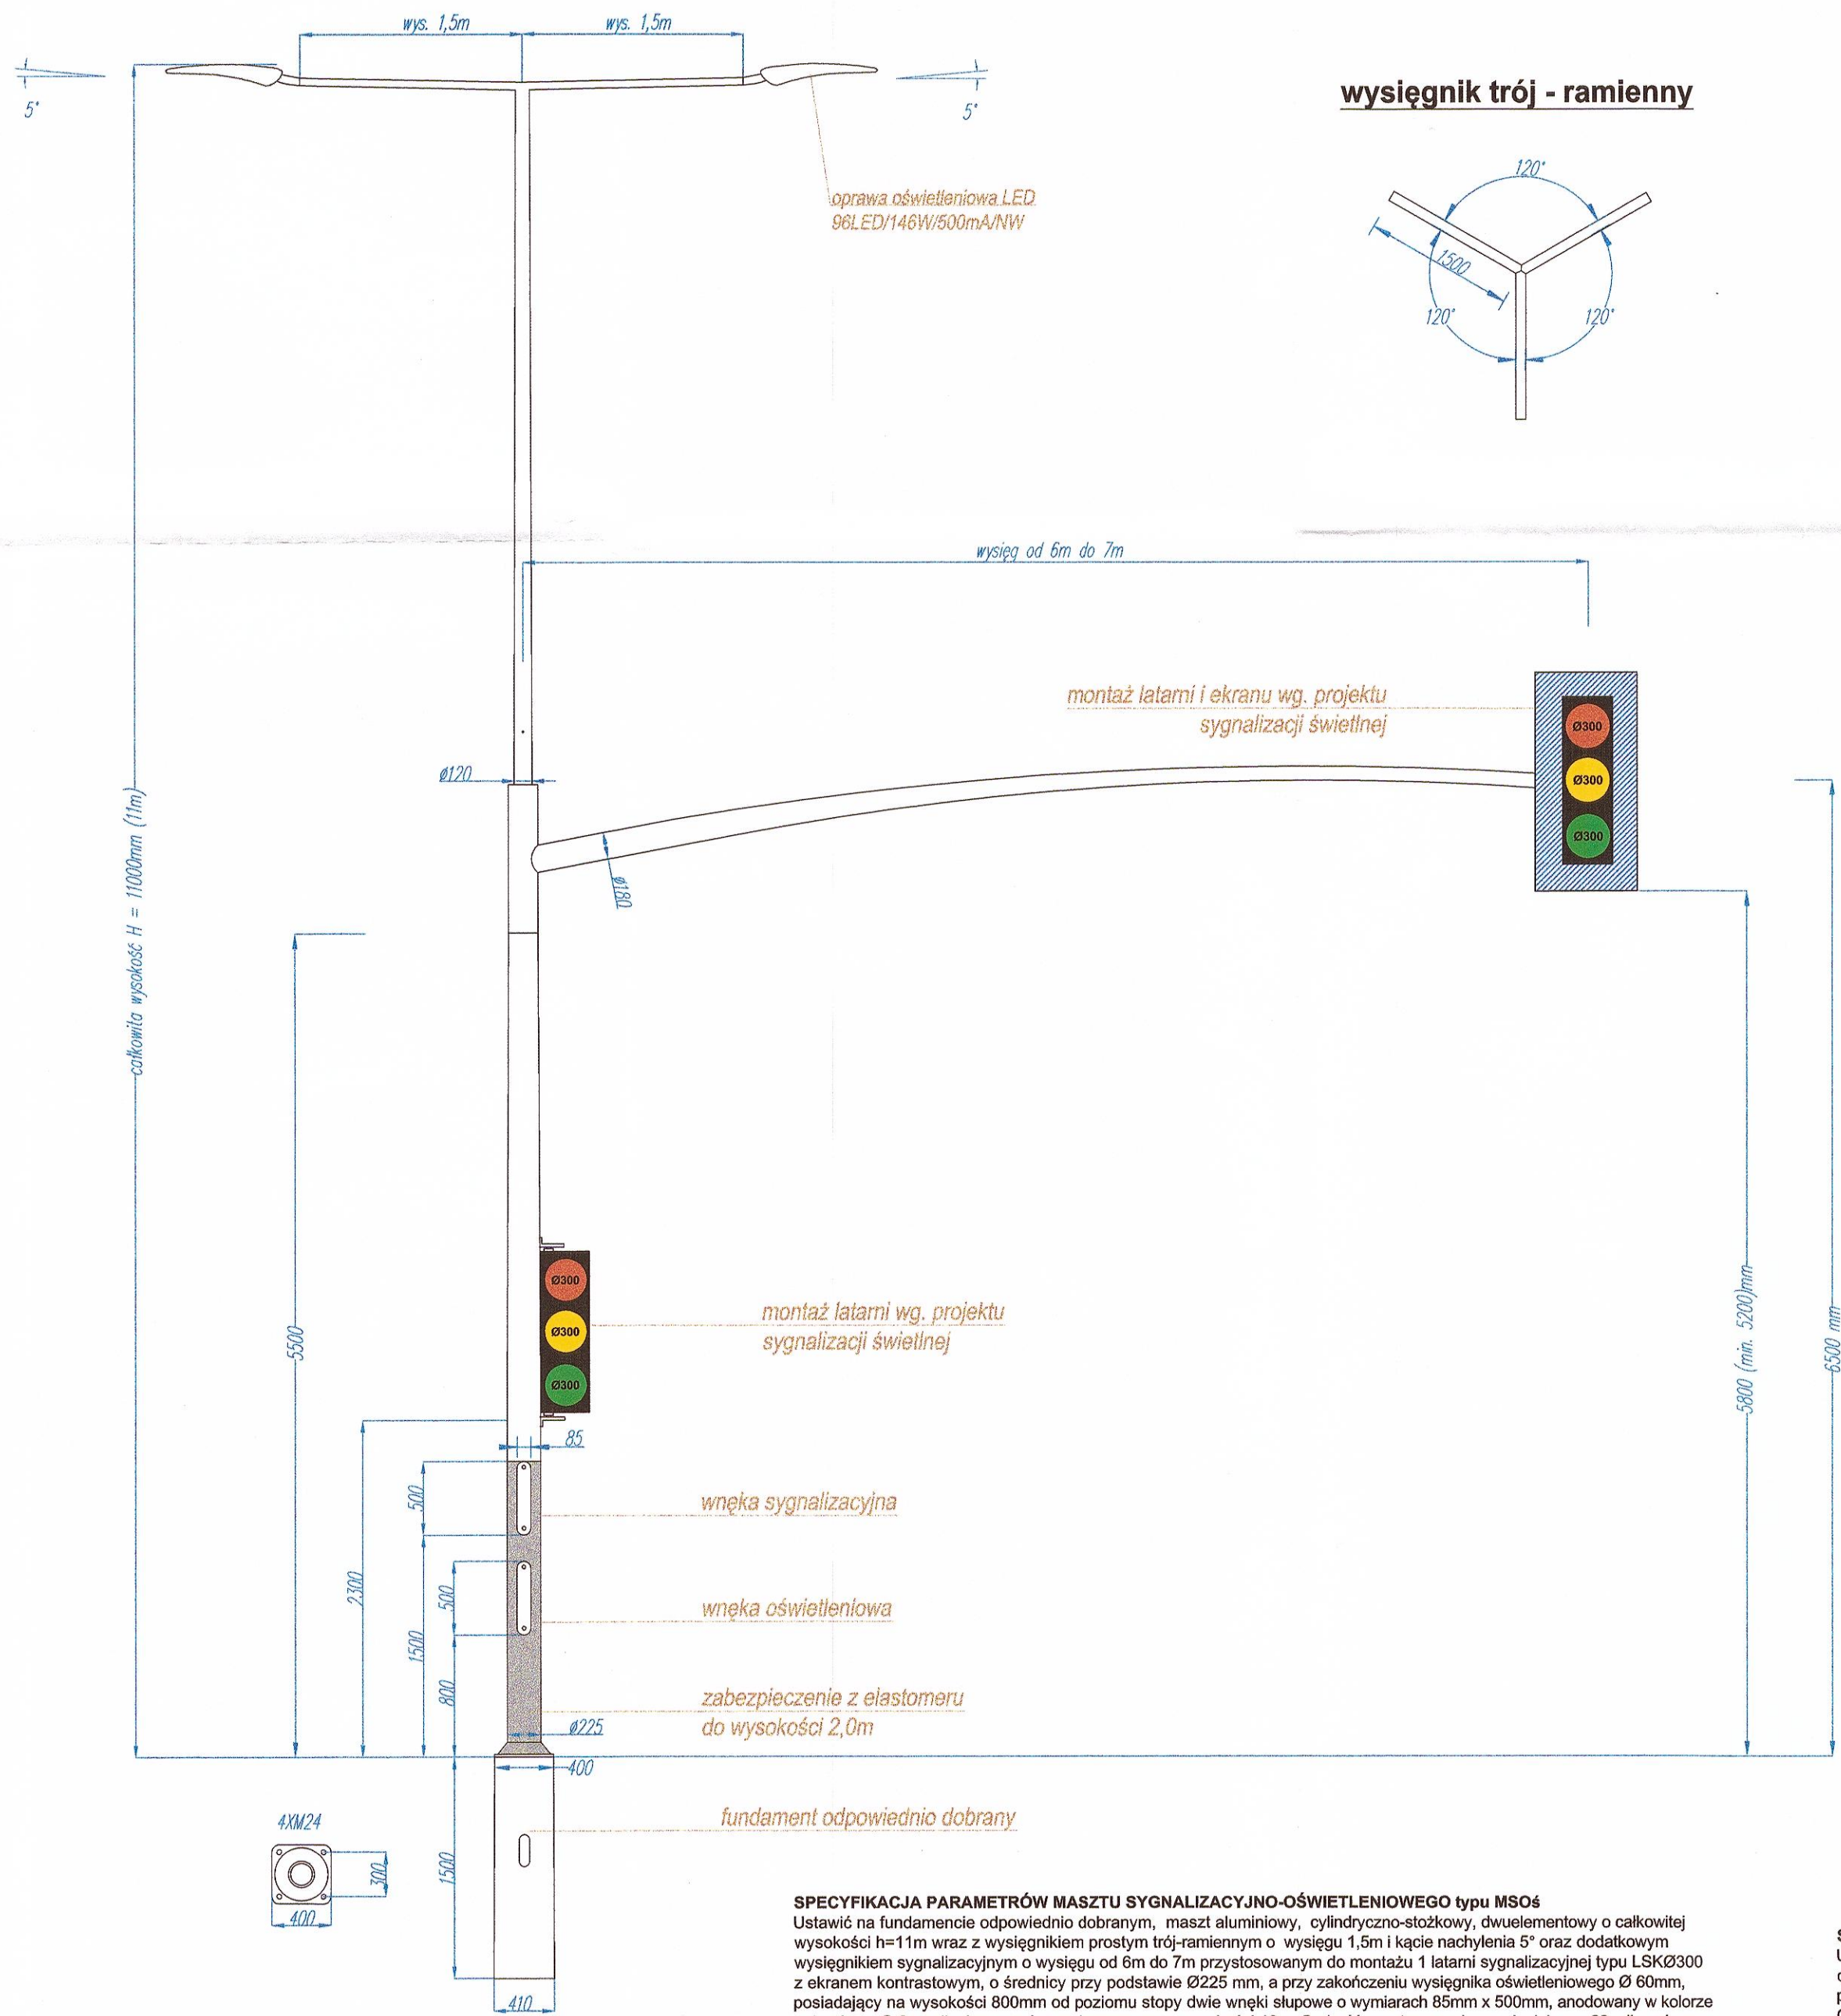 wys. 1,5m
wys. 1,5m
5°
5°
wysięgnik trój - ramienny
120°
1500
120°
120°
oprawa oświetleniowa LED
96LED/146W/500mA/NW
wysięg od 6m do 7m
montaż latarni i ekranu wg. projektu
sygnalizacji świetlnej
Ø300
Ø300
Ø300
Ø120
Ø180
całkowita wysokość H = 11000mm (11m)
5500
5800 (min. 5200)mm
6500 mm
Ø300
Ø300
Ø300
montaż latarni wg. projektu
sygnalizacji świetlnej
85
500
wnęka sygnalizacyjna
2300
500
wnęka oświetleniowa
1500
800
zabezpieczenie z elastomeru
do wysokości 2,0m
Ø225
400
fundament odpowiednio dobrany
4XM24
300
400
1500
410
SPECYFIKACJA PARAMETRÓW MASZTU SYGNALIZACYJNO-OŚWIETLENIOWEGO typu MSOś
Ustawić na fundamencie odpowiednio dobranym, maszt aluminiowy, cylindryczno-stożkowy, dwuelementowy o całkowitej
wysokości h=11m wraz z wysięgnikiem prostym trój-ramiennym o wysięgu 1,5m i kącie nachylenia 5° oraz dodatkowym
wysięgnikiem sygnalizacyjnym o wysięgu od 6m do 7m przystosowanym do montażu 1 latarni sygnalizacyjnej typu LSKØ300
z ekranem kontrastowym, o średnicy przy podstawie Ø225 mm, a przy zakończeniu wysięgnika oświetleniowego Ø 60mm,
posiadający na wysokości 800mm od poziomu stopy dwie wnęki słupowe o wymiarach 85mm x 500mm, anodowany w kolorze